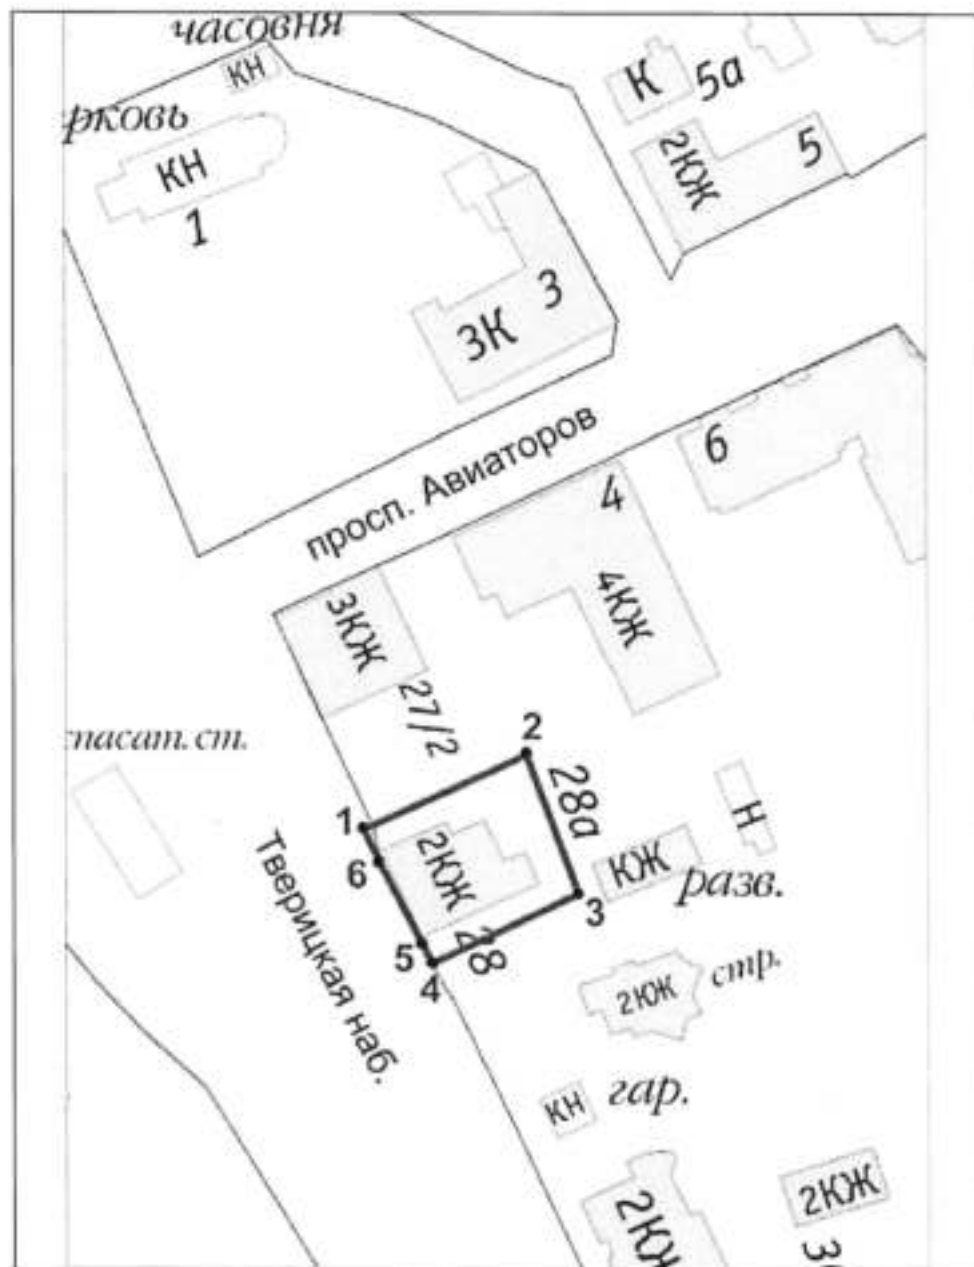 часовня
КН
рковь
КН
1
К
5а
2КЖ
5
3
3К
просп. Авиаторов
6
4
4КЖ
3КЖ
27/2
пасат. ст.
2
28а
1
Н
Тверицкая наб.
2КЖ
6
КЖ
разв.
3
5
28
4
стр.
2КЖ
гар.
КН
2КЖ
2КЖ